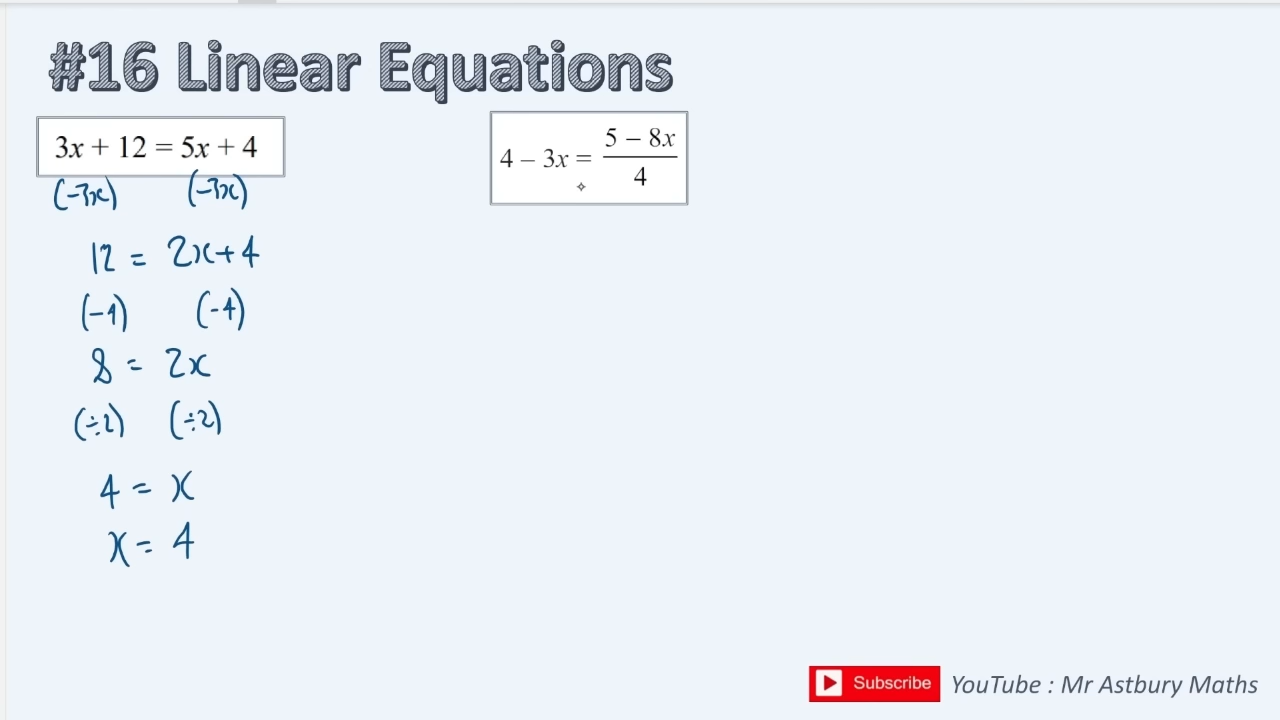 #16 Linear Equations
3x + 12 = 5x + 4
(-3x) (-3x)
12 = 2x+4
(-4) (-4)
8 = 2x
(÷2) (÷2)
4 = x
x = 4
4 – 3x = \frac{5 – 8x}{4}
Subscribe YouTube : Mr Astbury Maths